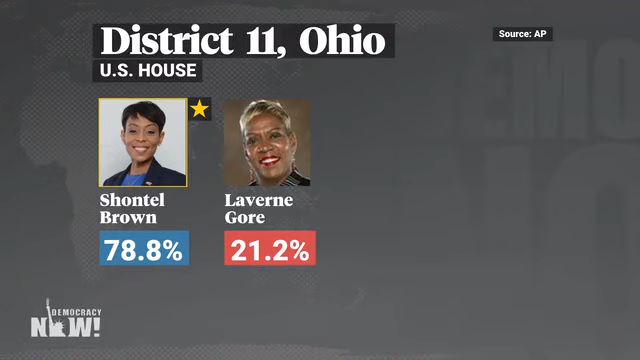 District 11, Ohio
Source: AP
U.S. HOUSE
Shontel
Brown
Laverne
Gore
78.8%
21.2%
DEMOCRACY
NOW!